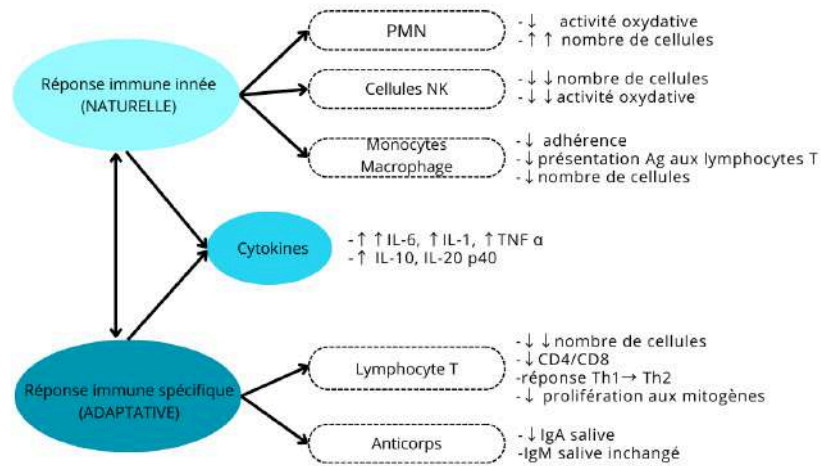 PMN
-↓ activité oxydative
-↑ ↑ nombre de cellules
Réponse immune innée
(NATURELLE)
Cellules NK
-↓ ↓nombre de cellules
-↓ ↓activité oxydative
Monocytes
Macrophage
-↓ adhérence
-↓présentation Ag aux lymphocytes T
-↓nombre de cellules
Cytokines
-↑ ↑IL-6, ↑IL-1, ↑TNF α
-↑ IL-10, IL-20 p40
Réponse immune spécifique
(ADAPTATIVE)
Lymphocyte T
-↓ ↓nombre de cellules
-↓CD4/CD8
-réponse Th1→ Th2
-↓ prolifération aux mitogènes
Anticorps
-↓IgA salive
-IgM salive inchangé